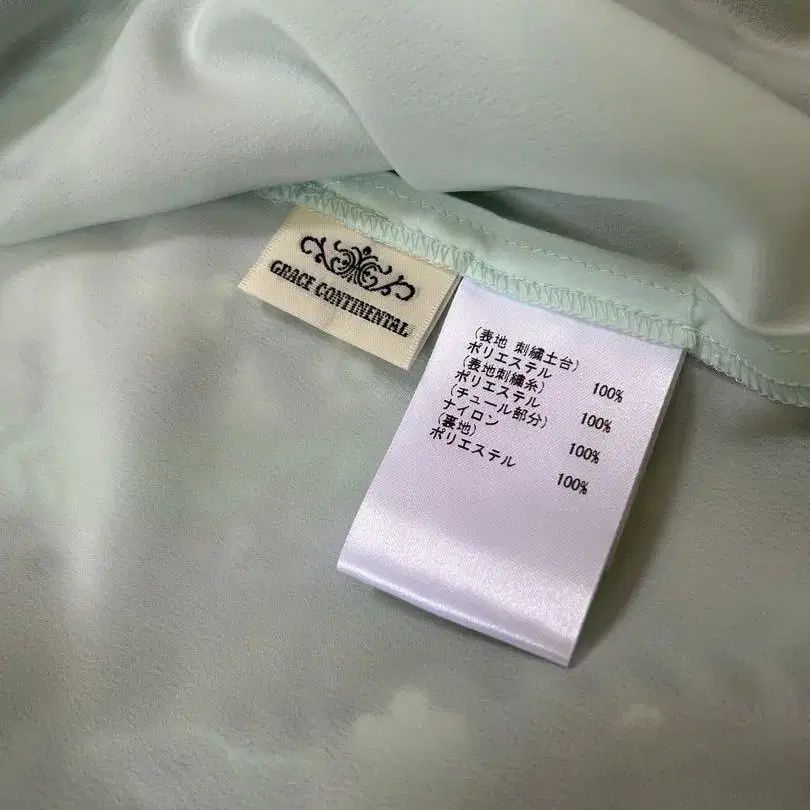 GRACE CONTINENTAL
(表地 刺繍土台)
ポリエステル 100%
(表地刺繍糸)
ポリエステル 100%
(チュール部分)
ナイロン 100%
(裏地)
ポリエステル 100%